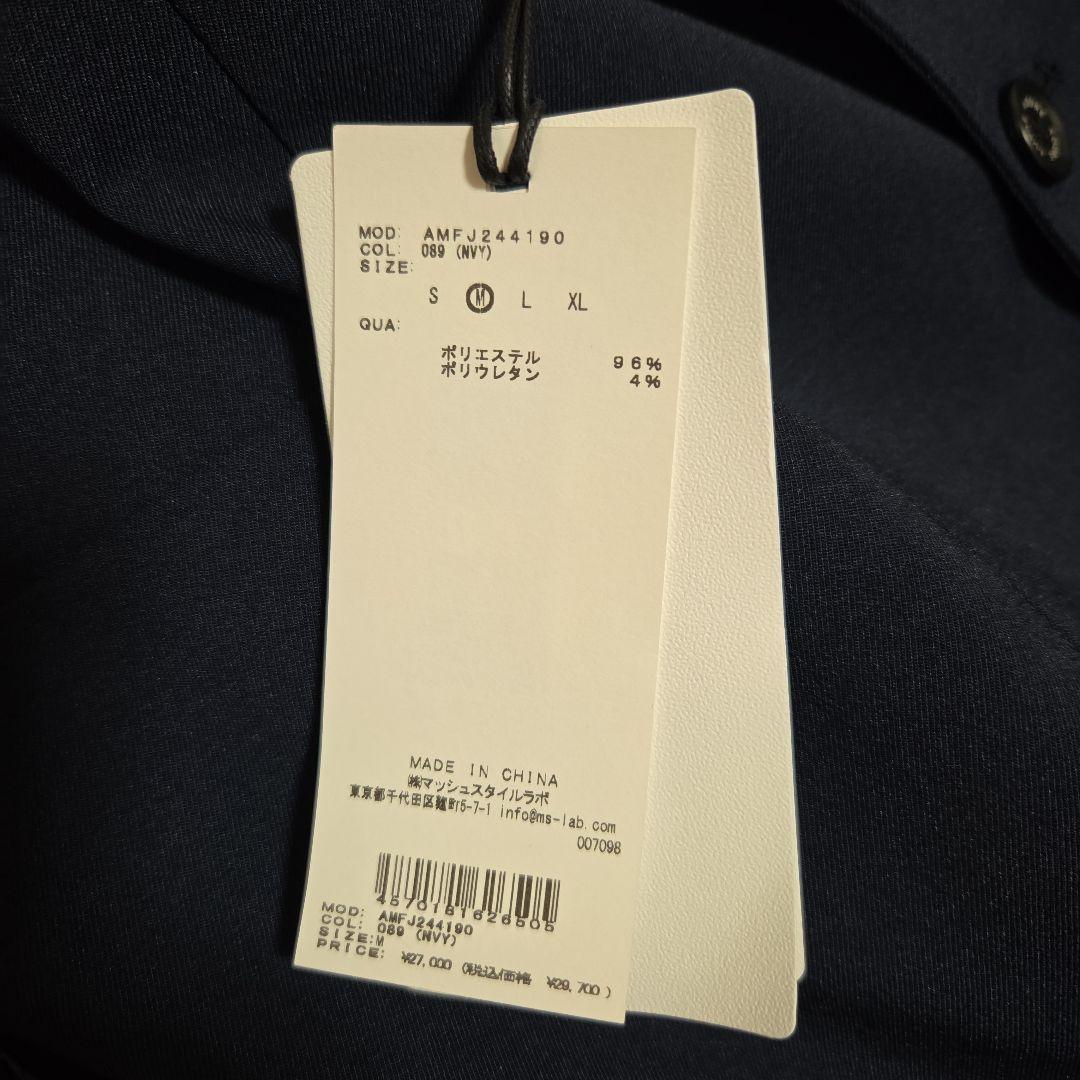 MOD: AMFJ244190
COL: 089 (NVY)
SIZE:
S M L XL
QUA:
ポリエステル 96%
ポリウレタン 4%
MADE IN CHINA
㈱マッシュスタイルラボ
東京都千代田区麹町5-7-1 info@ms-lab.com
007098
4570181626505
MOD: AMFJ244190
COL: 089 (NVY)
SIZE:M
PRICE: ¥27,000 (税込価格 ¥29,700)